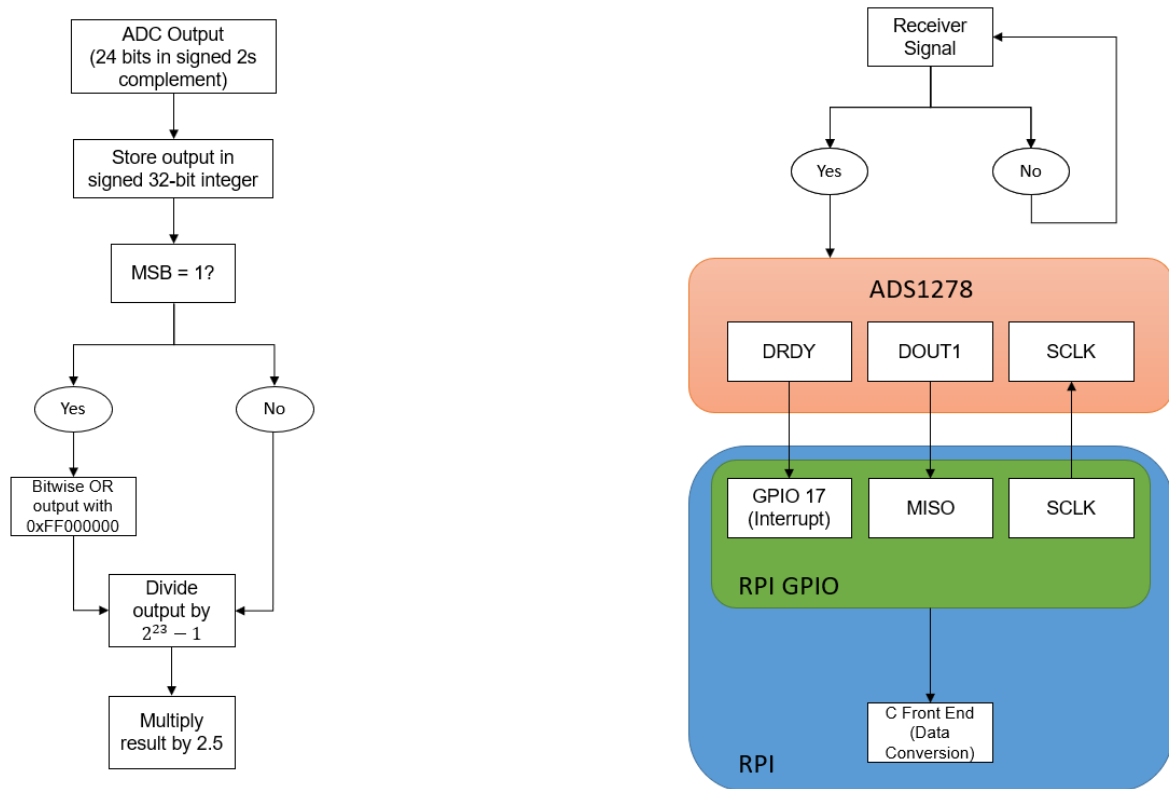 ADC Output
(24 bits in signed 2s
complement)
Store output in
signed 32-bit integer
MSB = 1?
Yes
No
Bitwise OR
output with
0xFF000000
Divide
output by
2²³ − 1
Multiply
result by 2.5
Receiver
Signal
Yes
No
ADS1278
DRDY
DOUT1
SCLK
GPIO 17
(Interrupt)
MISO
SCLK
RPI GPIO
C Front End
(Data
Conversion)
RPI